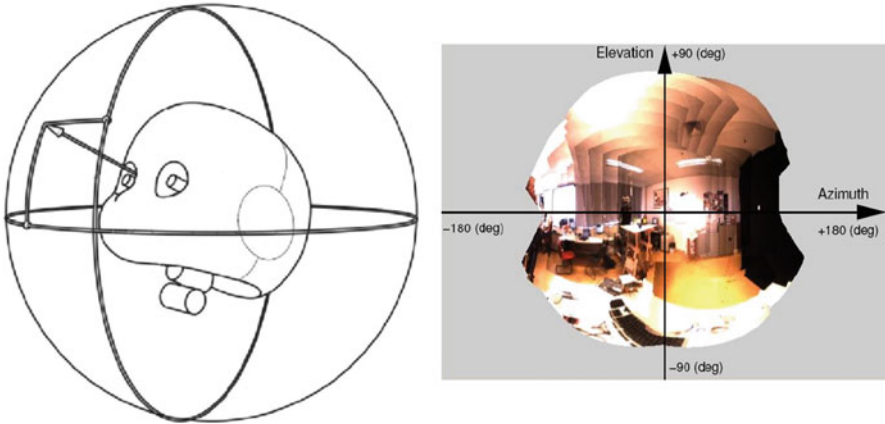 Elevation
+90 (deg)
Azimuth
−180 (deg)
+180 (deg)
−90 (deg)